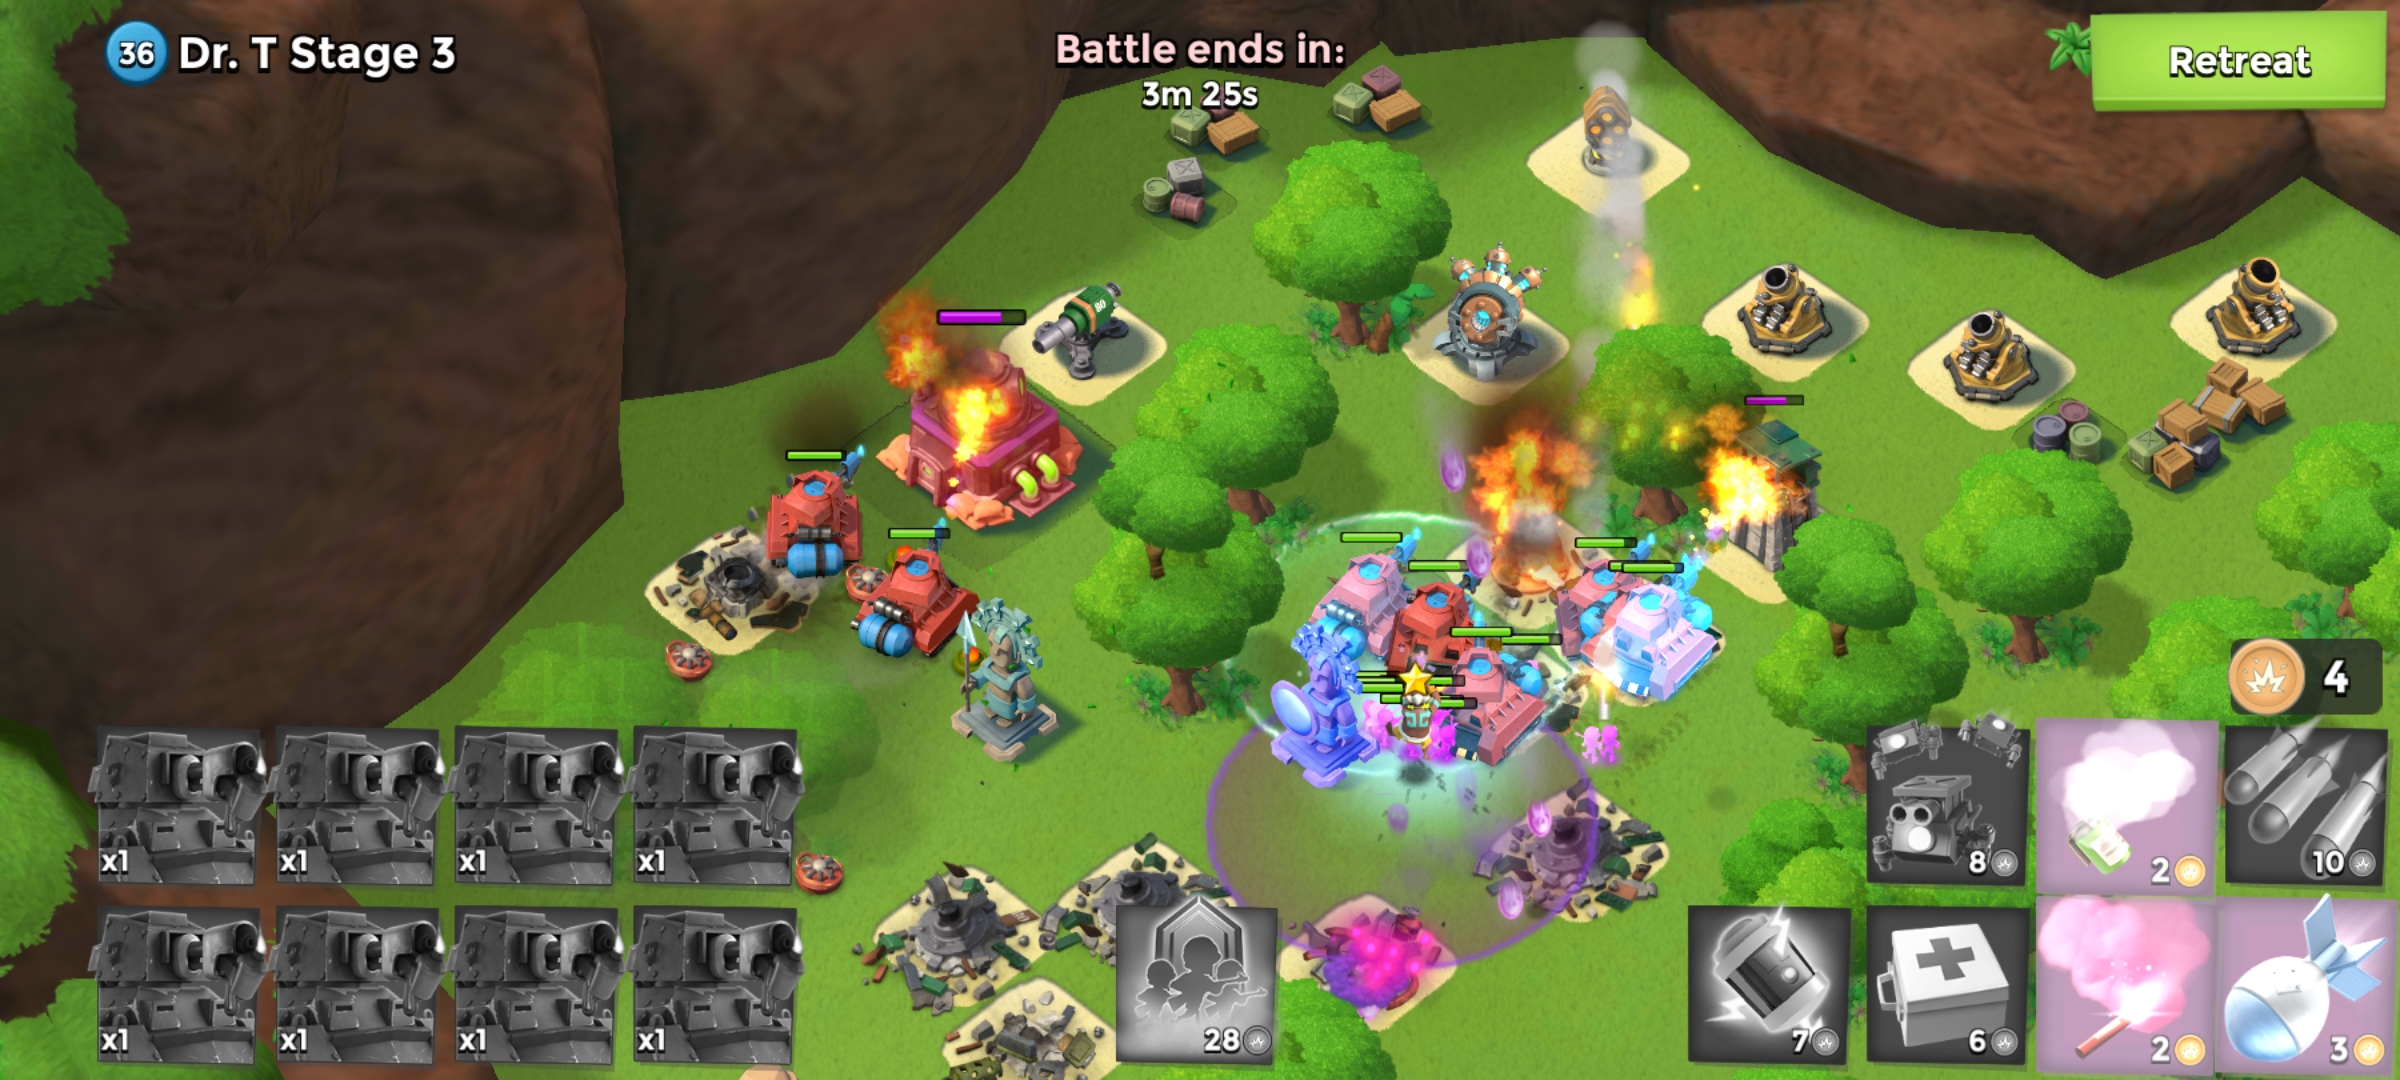 36 Dr. T Stage 3
Battle ends in:
3m 25s
Retreat
80
4
x1 x1 x1 x1
8 2 10
x1 x1 x1 x1
28 7 6 2 3